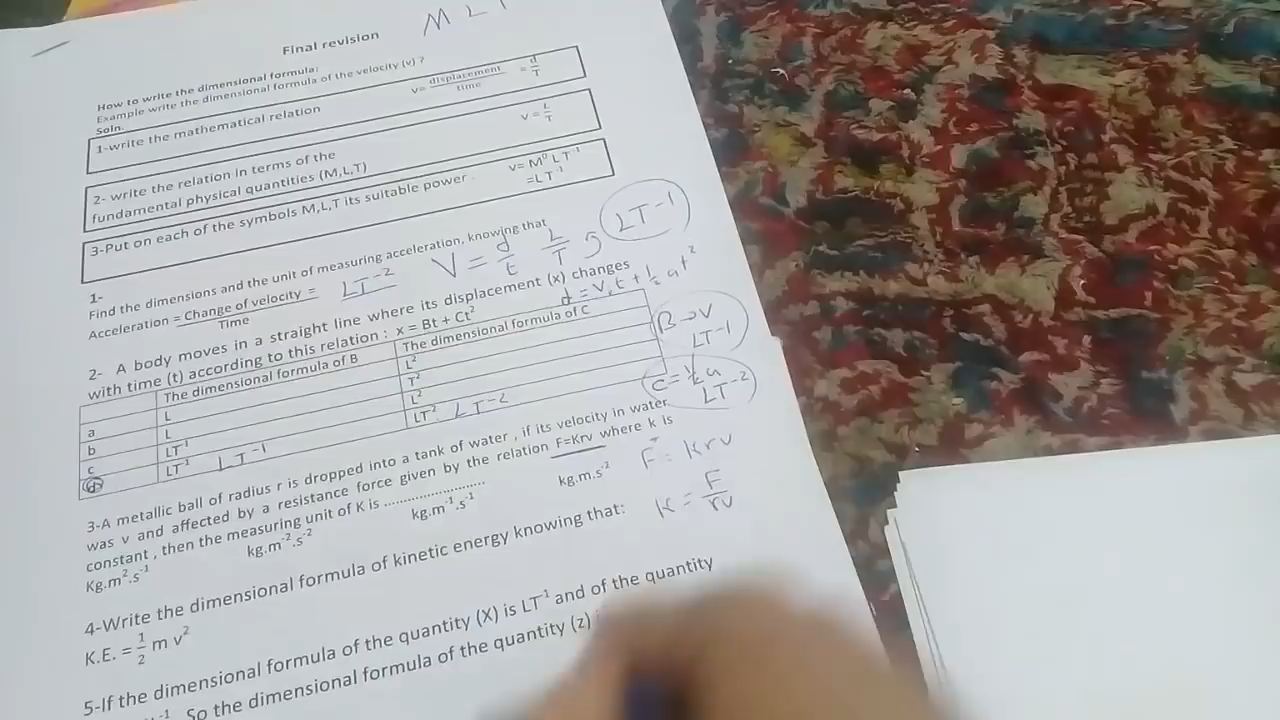 M L T
Final revision
How to write the dimensional formula:
Example write the dimensional formula of the velocity (v) ?
Soln.
1-write the mathematical relation v= displacement/time = d/T
2- write the relation in terms of the fundamental physical quantities (M,L,T) v= L/T
3-Put on each of the symbols M,L,T its suitable power . v= M⁰ L T⁻¹
=LT⁻¹
1-
Find the dimensions and the unit of measuring acceleration, knowing that
Acceleration = Change of velocity/Time = LT⁻²
V = d/t L/T LT⁻¹
2- A body moves in a straight line where its displacement (x) changes
with time (t) according to this relation : x = Bt + Ct²
d = V₀t + ½ at²
The dimensional formula of B The dimensional formula of C
a L L²
b L T²
c LT⁻¹ L²
d LT⁻¹ LT⁻¹ LT² LT⁻²
B → V
LT⁻¹
C = ½ a
LT⁻²
3-A metallic ball of radius r is dropped into a tank of water , if its velocity in water
was v and affected by a resistance force given by the relation F=Krv where k is
constant , then the measuring unit of K is ........................
Kg.m².s⁻¹ kg.m⁻².s⁻² kg.m⁻¹.s⁻¹ kg.m.s⁻²
F = Krv
K = F/rv
4-Write the dimensional formula of kinetic energy knowing that:
K.E. = 1/2 m v²
5-If the dimensional formula of the quantity (X) is LT⁻¹ and of the quantity
So the dimensional formula of the quantity (z)